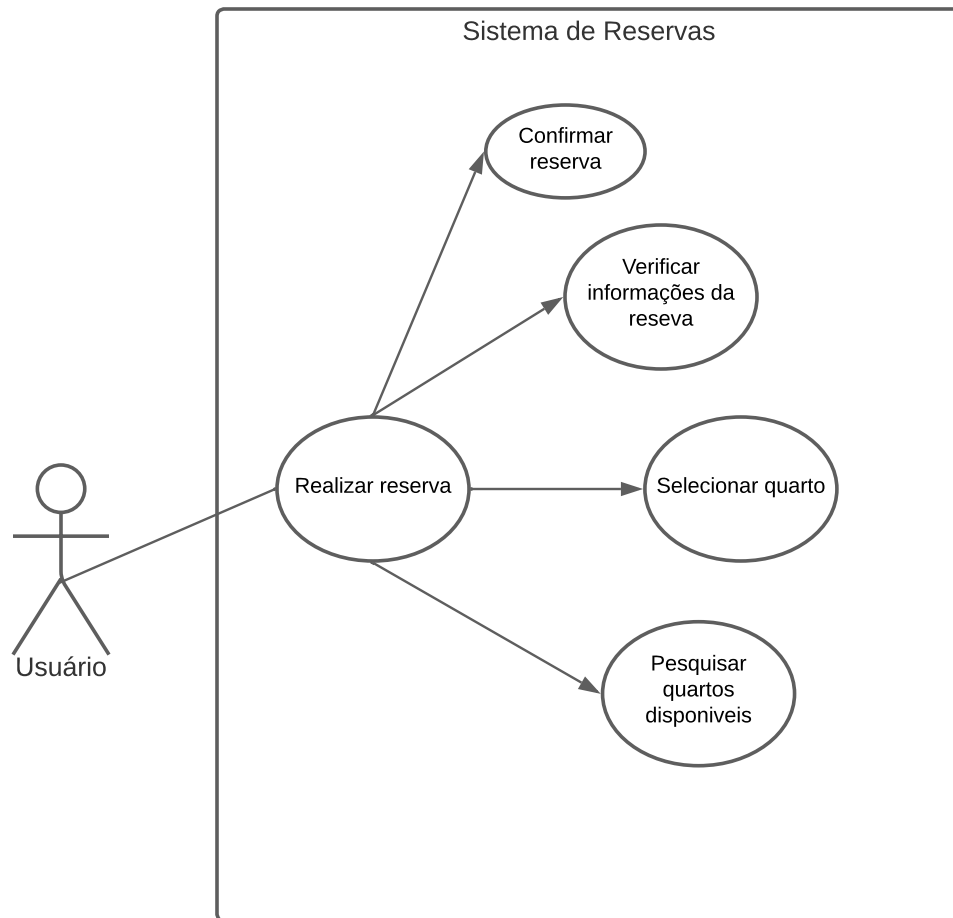 Sistema de Reservas
Confirmar
reserva
Verificar
informações da
reseva
Realizar reserva
Selecionar quarto
Usuário
Pesquisar
quartos
disponiveis